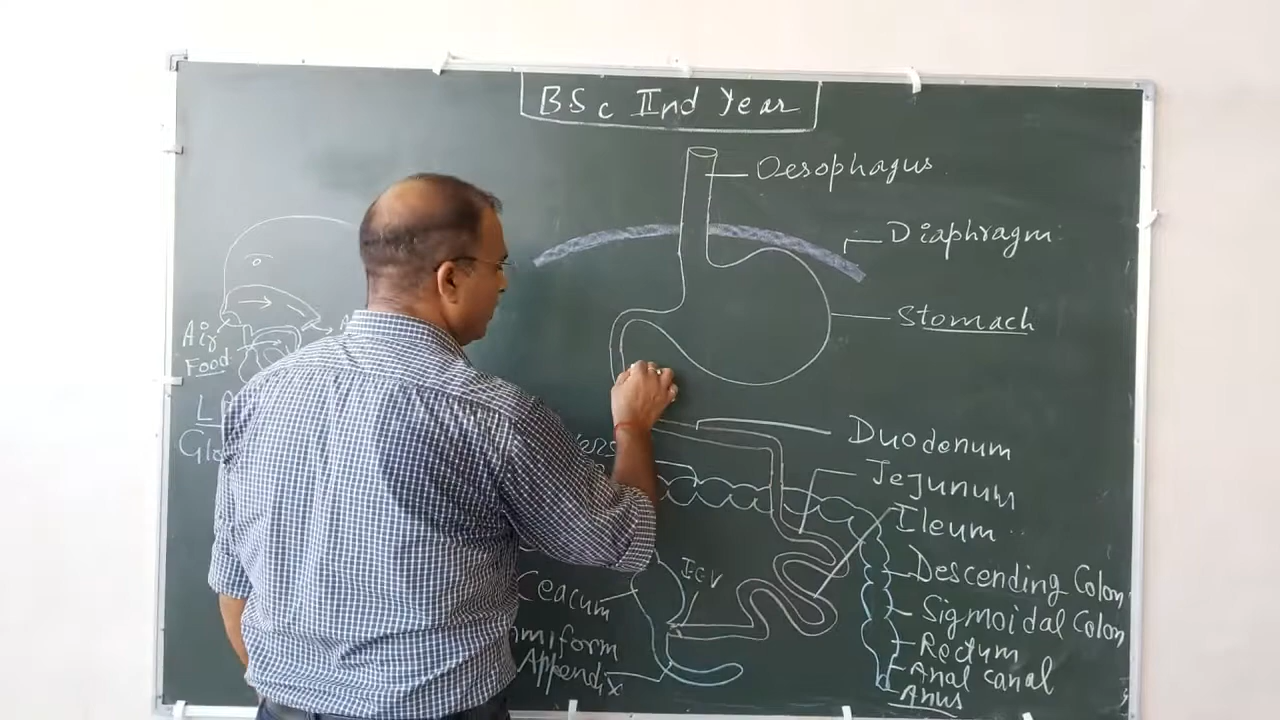 BSc IInd Year
Oesophagus
Diaphragm
Stomach
Air
Food
Duodenum
Jejunum
Ileum
Descending Colon
ICV
Ceacum
Sigmoidal Colon
Rectum
Appendix
Anal canal
Anus